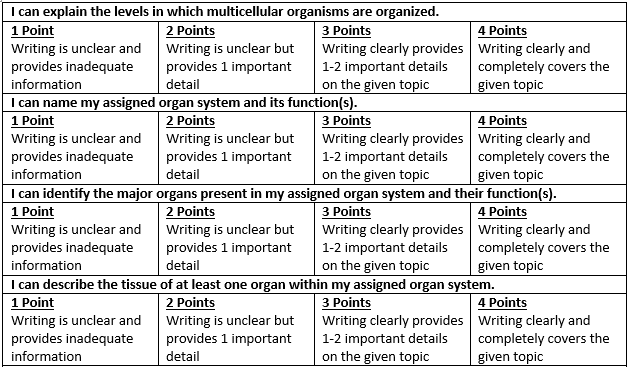 I can explain the levels in which multicellular organisms are organized.
1 Point
Writing is unclear and
provides inadequate
information
2 Points
Writing is unclear but
provides 1 important
detail
3 Points
Writing clearly provides
1-2 important details
on the given topic
4 Points
Writing clearly and
completely covers the
given topic
I can name my assigned organ system and its function(s).
1 Point
Writing is unclear and
provides inadequate
information
2 Points
Writing is unclear but
provides 1 important
detail
3 Points
Writing clearly provides
1-2 important details
on the given topic
4 Points
Writing clearly and
completely covers the
given topic
I can identify the major organs present in my assigned organ system and their function(s).
1 Point
Writing is unclear and
provides inadequate
information
2 Points
Writing is unclear but
provides 1 important
detail
3 Points
Writing clearly provides
1-2 important details
on the given topic
4 Points
Writing clearly and
completely covers the
given topic
I can describe the tissue of at least one organ within my assigned organ system.
1 Point
Writing is unclear and
provides inadequate
information
2 Points
Writing is unclear but
provides 1 important
detail
3 Points
Writing clearly provides
1-2 important details
on the given topic
4 Points
Writing clearly and
completely covers the
given topic